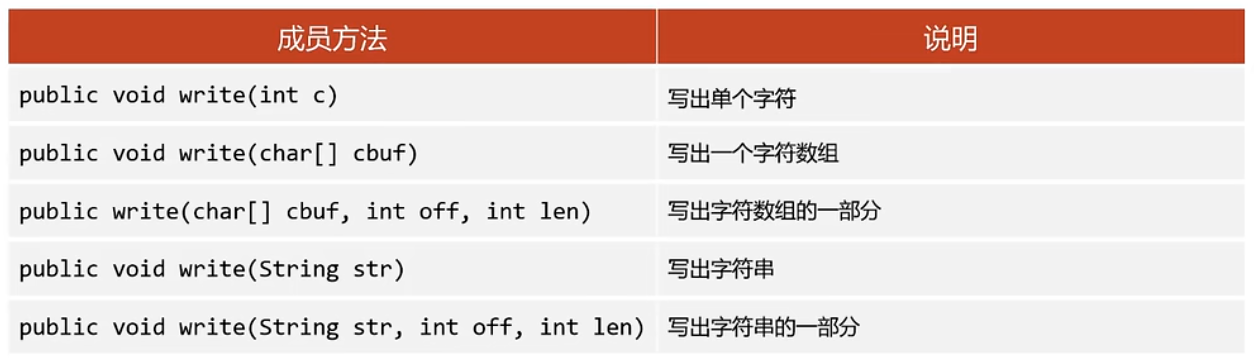 成员方法 说明
public void write(int c) 写出单个字符
public void write(char[] cbuf) 写出一个字符数组
public write(char[] cbuf, int off, int len) 写出字符数组的一部分
public void write(String str) 写出字符串
public void write(String str, int off, int len) 写出字符串的一部分